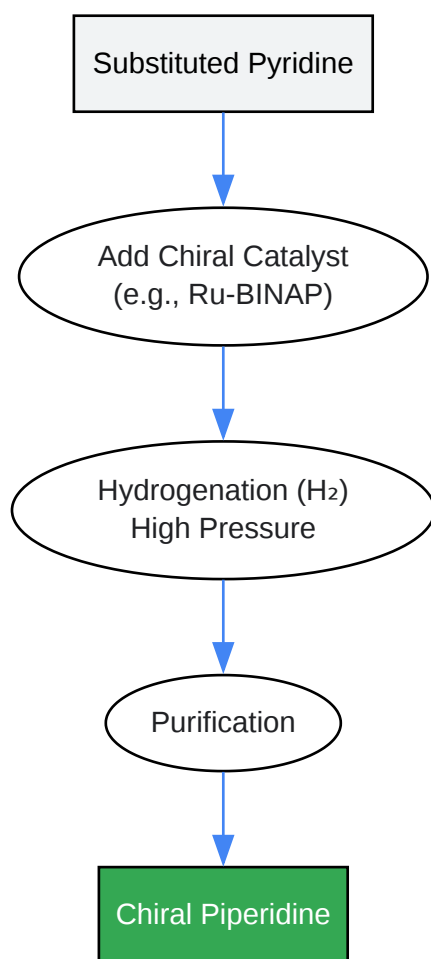 Substituted Pyridine
Add Chiral Catalyst
(e.g., Ru-BINAP)
Hydrogenation (H₂)
High Pressure
Purification
Chiral Piperidine